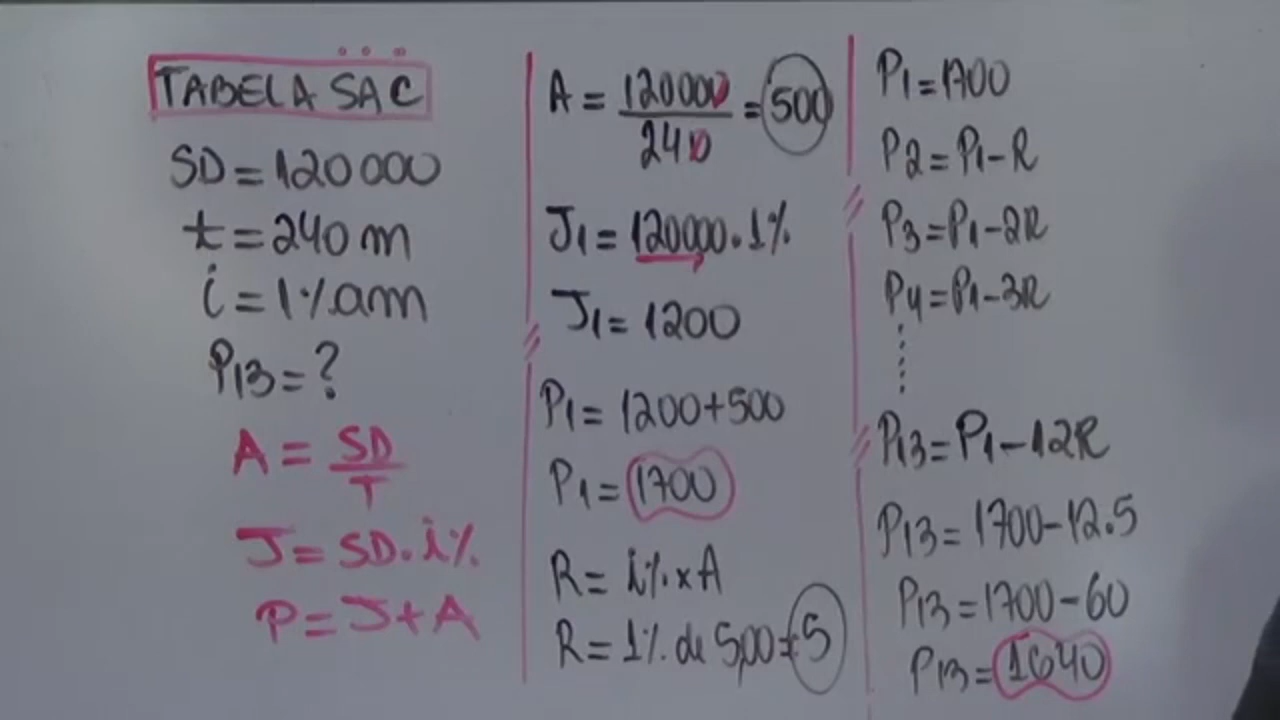 TABELA SAC
SD = 120000
t = 240 m
i = 1% am
P13 = ?
A = SD/T
J = SD.i%
P = J + A
A = 120000/240 = 500
J1 = 120000.1%
J1 = 1200
P1 = 1200+500
P1 = 1700
R = i% x A
R = 1% de 5,00 = 5
P1 = 1700
P2 = P1 - R
P3 = P1 - 2R
P4 = P1 - 3R
P13 = P1 - 12R
P13 = 1700 - 12.5
P13 = 1700 - 60
P13 = 1640